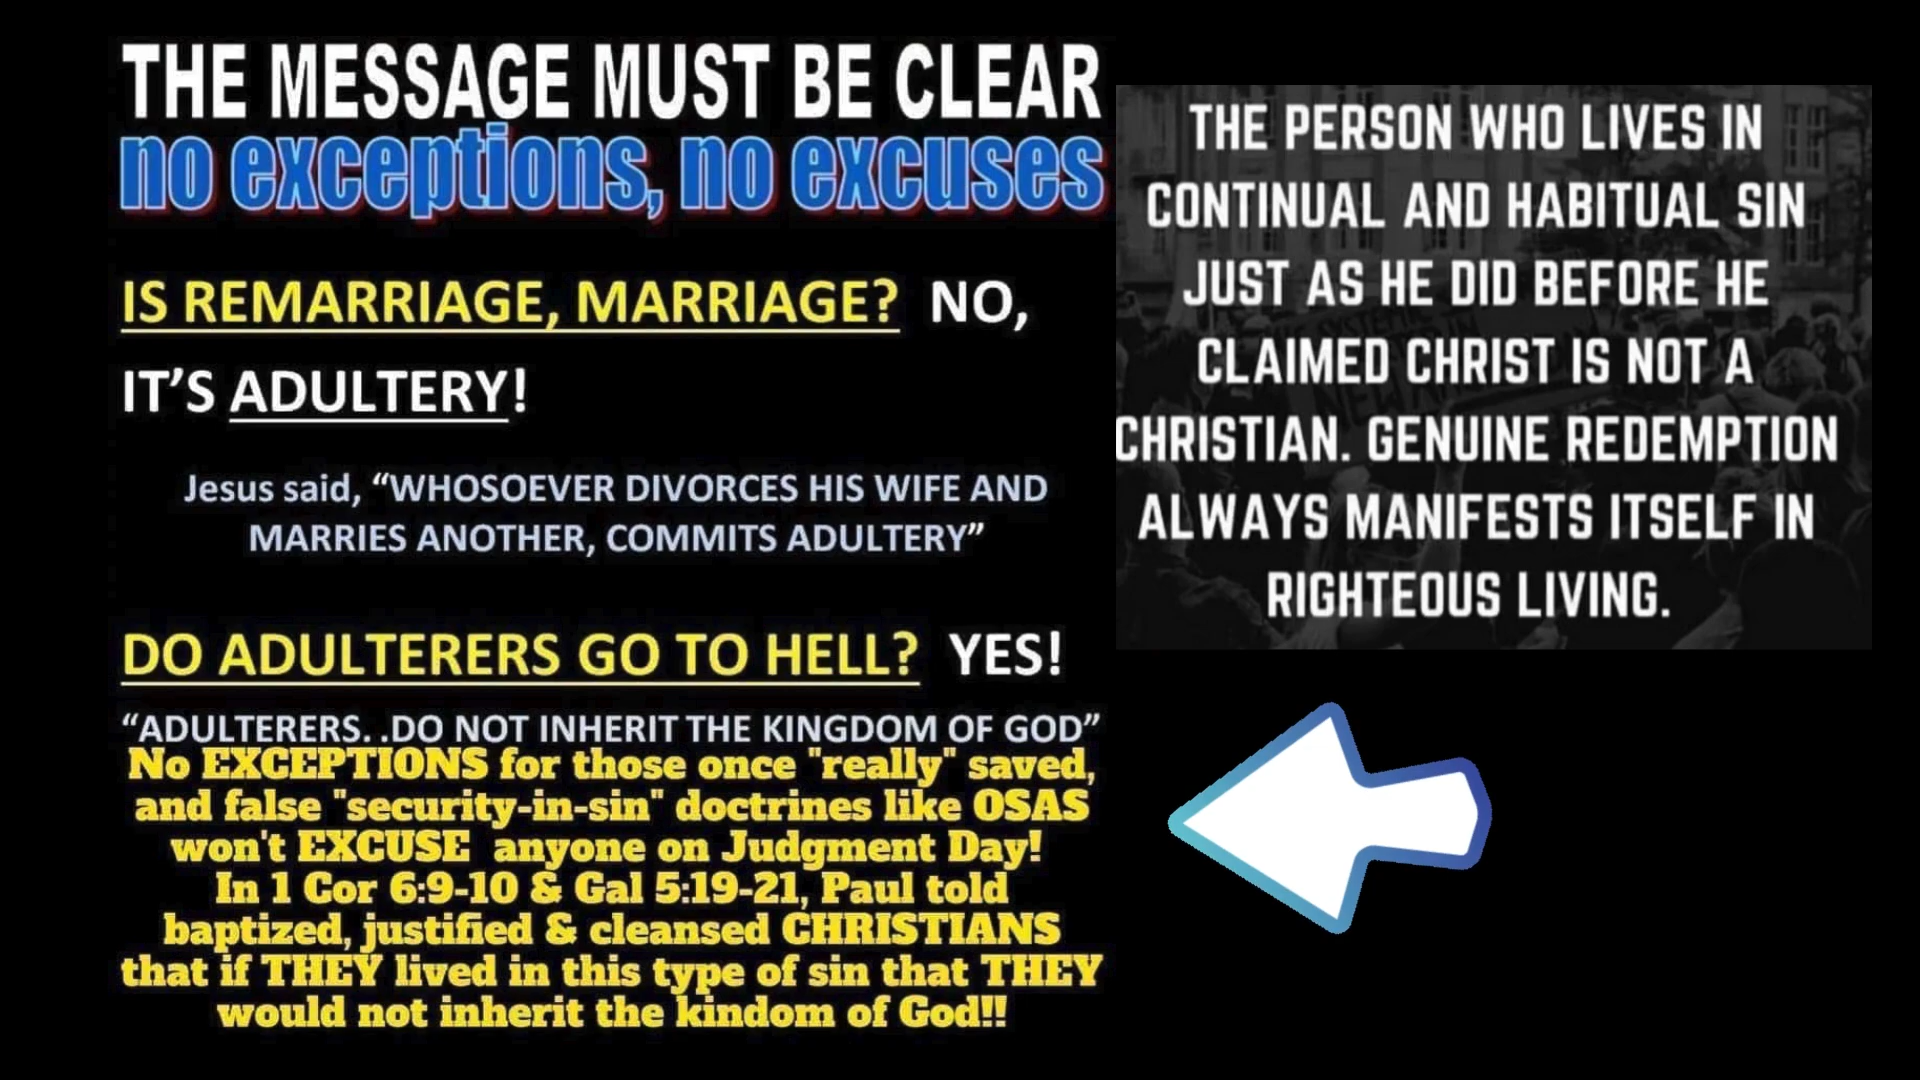 THE MESSAGE MUST BE CLEAR
no exceptions, no excuses
IS REMARRIAGE, MARRIAGE? NO,
IT'S ADULTERY!
Jesus said, “WHOSOEVER DIVORCES HIS WIFE AND
MARRIES ANOTHER, COMMITS ADULTERY”
DO ADULTERERS GO TO HELL? YES!
“ADULTERERS. .DO NOT INHERIT THE KINGDOM OF GOD”
No EXCEPTIONS for those once "really" saved,
and false "security-in-sin" doctrines like OSAS
won't EXCUSE anyone on Judgment Day!
In 1 Cor 6:9-10 & Gal 5:19-21, Paul told
baptized, justified & cleansed CHRISTIANS
that if THEY lived in this type of sin that THEY
would not inherit the kindom of God!!
THE PERSON WHO LIVES IN
CONTINUAL AND HABITUAL SIN
JUST AS HE DID BEFORE HE
CLAIMED CHRIST IS NOT A
CHRISTIAN. GENUINE REDEMPTION
ALWAYS MANIFESTS ITSELF IN
RIGHTEOUS LIVING.